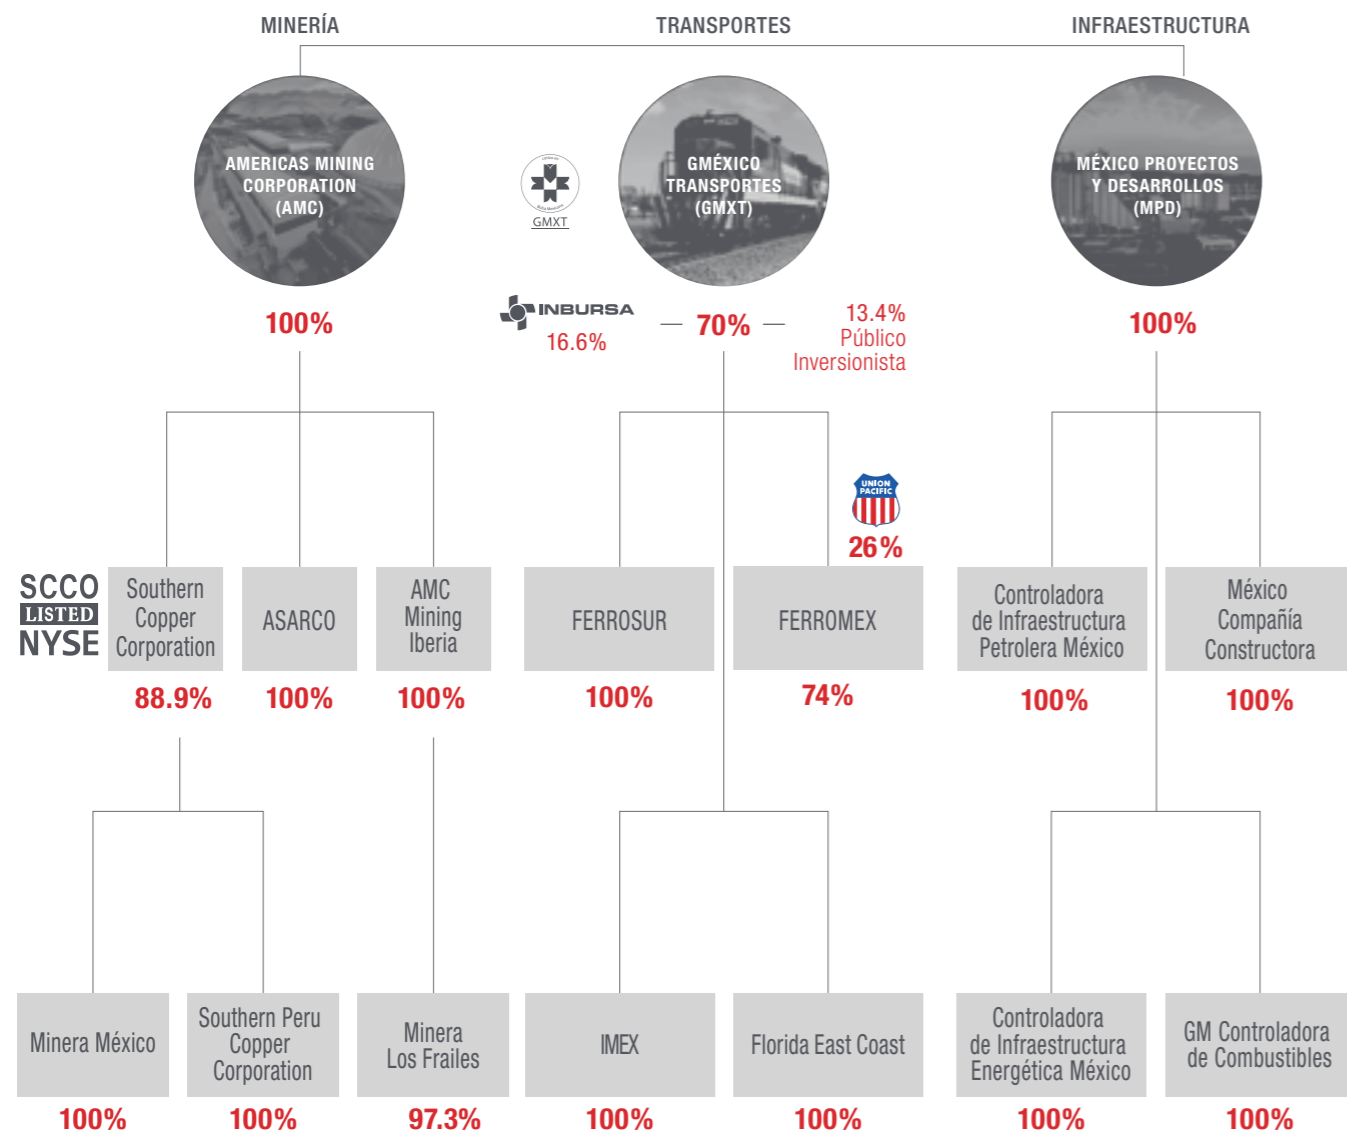 MINERÍA
TRANSPORTES
INFRAESTRUCTURA
AMERICAS MINING
CORPORATION
(AMC)
GMXT
GMÉXICO
TRANSPORTES
(GMXT)
MÉXICO PROYECTOS
Y DESARROLLOS
(MPD)
100%
INBURSA
16.6%
70%
13.4%
Público
Inversionista
100%
UNION
PACIFIC
26%
SCCO
LISTED
NYSE
Southern
Copper
Corporation
88.9%
ASARCO
100%
AMC
Mining
Iberia
100%
FERROSUR
100%
FERROMEX
74%
Controladora
de Infraestructura
Petrolera México
100%
México
Compañía
Constructora
100%
Minera México
100%
Southern Peru
Copper
Corporation
100%
Minera
Los Frailes
97.3%
IMEX
100%
Florida East Coast
100%
Controladora
de Infraestructura
Energética México
100%
GM Controladora
de Combustibles
100%